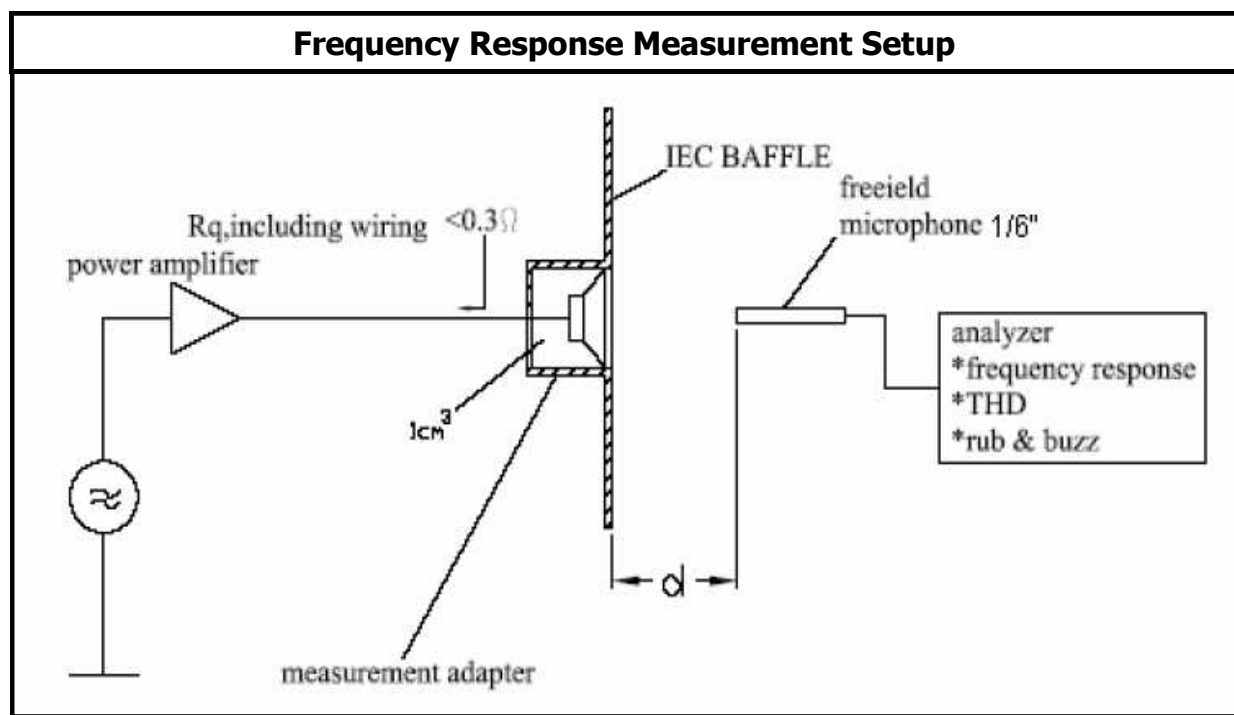 Frequency Response Measurement Setup
IEC BAFFLE
freeield
microphone 1/6"
Rq,including wiring <0.3Ω
power amplifier
analyzer
*frequency response
*THD
*rub & buzz
1cm³
d
measurement adapter